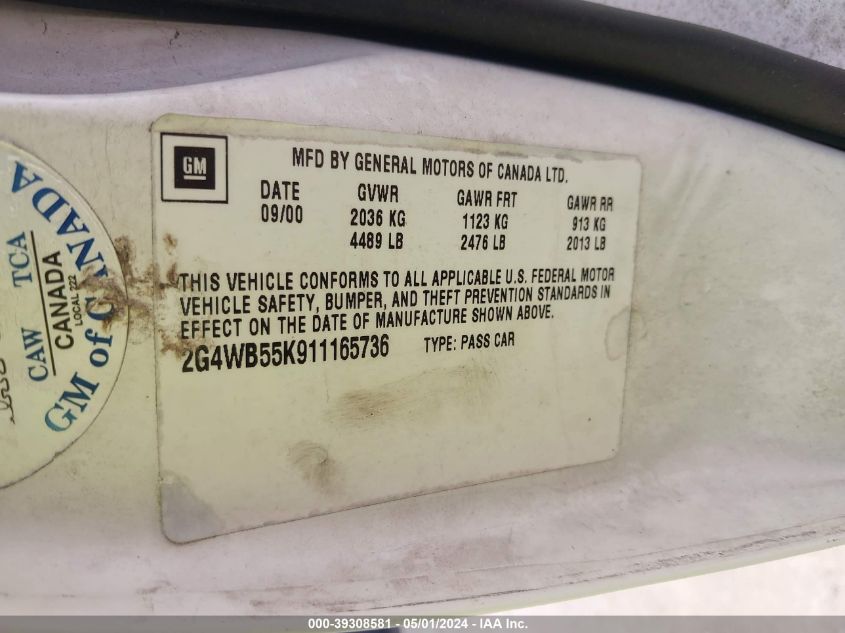 GM
MFD BY GENERAL MOTORS OF CANADA LTD.
DATE GVWR GAWR FRT GAWR RR
09/00 2036 KG 1123 KG 913 KG
4489 LB 2476 LB 2013 LB
THIS VEHICLE CONFORMS TO ALL APPLICABLE U.S. FEDERAL MOTOR
VEHICLE SAFETY, BUMPER, AND THEFT PREVENTION STANDARDS IN
EFFECT ON THE DATE OF MANUFACTURE SHOWN ABOVE.
2G4WB55K911165736 TYPE: PASS CAR
CAW TCA
CANADA
LOCAL 222
GM of CANADA
000-39308581 - 05/01/2024 - IAA Inc.